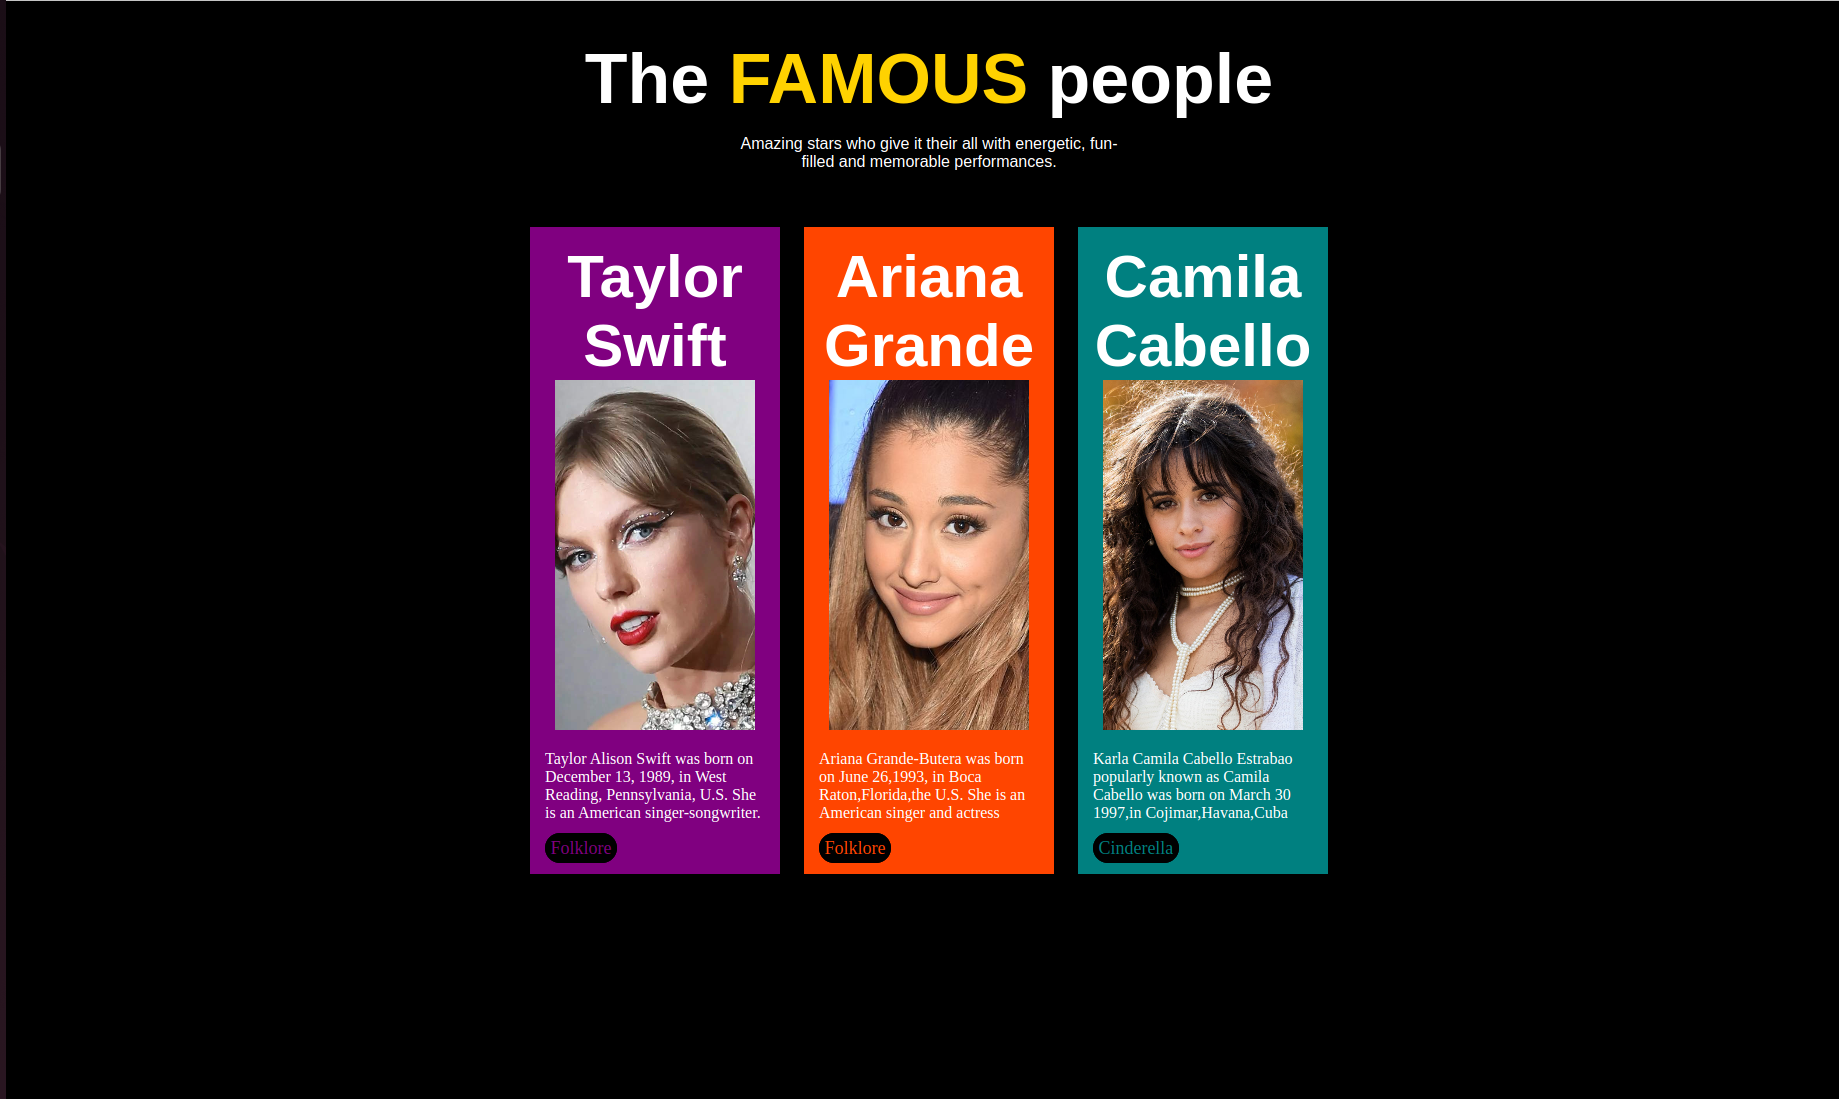 The FAMOUS people
Amazing stars who give it their all with energetic, fun-
filled and memorable performances.
Taylor
Swift
Taylor Alison Swift was born on
December 13, 1989, in West
Reading, Pennsylvania, U.S. She
is an American singer-songwriter.
Folklore
Ariana
Grande
Ariana Grande-Butera was born
on June 26,1993, in Boca
Raton,Florida,the U.S. She is an
American singer and actress
Folklore
Camila
Cabello
Karla Camila Cabello Estrabao
popularly known as Camila
Cabello was born on March 30
1997,in Cojimar,Havana,Cuba
Cinderella